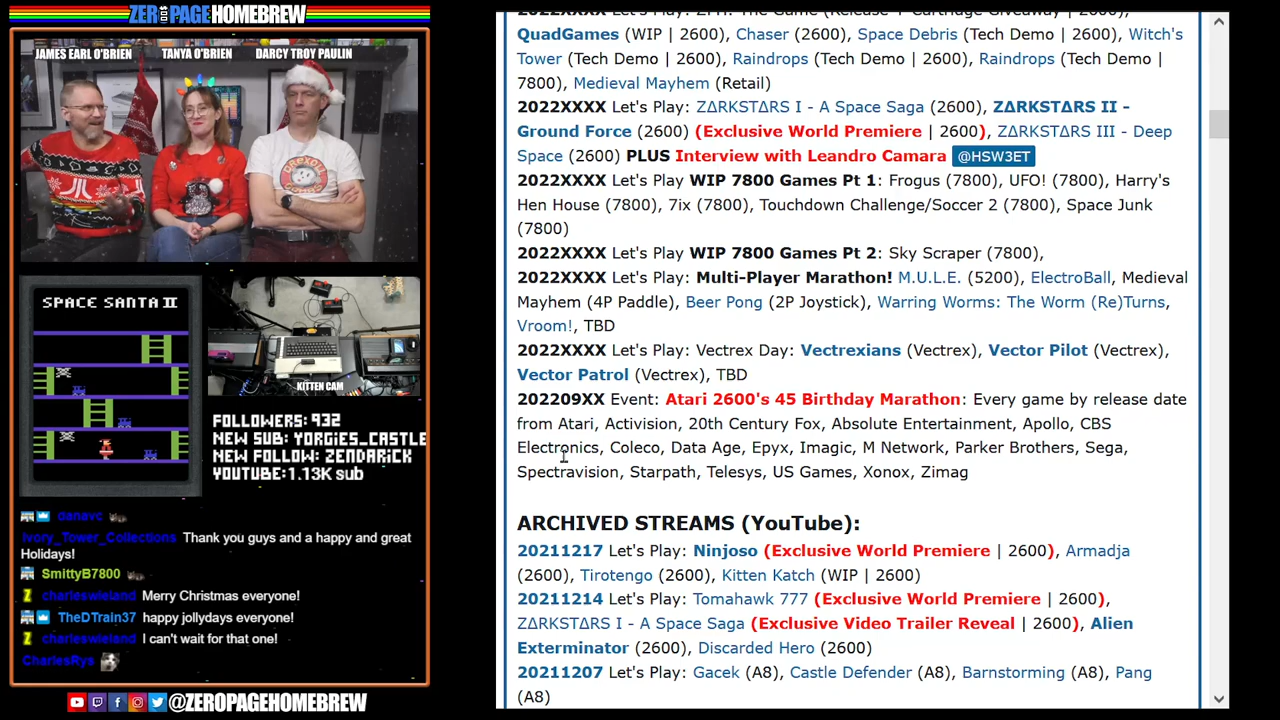 ZEROPAGEHOMEBREW
JAMES EARL O'BRIEN
TANYA O'BRIEN
DARCY TROY PAULIN
SPACE SANTA II
KITTEN CAM
FOLLOWERS: 932
NEW SUB: YORGIES_CASTLE
NEW FOLLOW: ZENDARICK
YOUTUBE: 1.13K sub
danavc
Ivory_Tower_Collections Thank you guys and a happy and great
Holidays!
SmittyB7800
charleswieland Merry Christmas everyone!
TheDTrain37 happy jollydays everyone!
charleswieland I can't wait for that one!
CharlesRys
@ZEROPAGEHOMEBREW
QuadGames (WIP | 2600), Chaser (2600), Space Debris (Tech Demo | 2600), Witch's
Tower (Tech Demo | 2600), Raindrops (Tech Demo | 2600), Raindrops (Tech Demo |
7800), Medieval Mayhem (Retail)
2022XXXX Let's Play: ZΔRKSTΔRS I - A Space Saga (2600), ZΔRKSTΔRS II -
Ground Force (2600) (Exclusive World Premiere | 2600), ZΔRKSTΔRS III - Deep
Space (2600) PLUS Interview with Leandro Camara @HSW3ET
2022XXXX Let's Play WIP 7800 Games Pt 1: Frogus (7800), UFO! (7800), Harry's
Hen House (7800), 7ix (7800), Touchdown Challenge/Soccer 2 (7800), Space Junk
(7800)
2022XXXX Let's Play WIP 7800 Games Pt 2: Sky Scraper (7800),
2022XXXX Let's Play: Multi-Player Marathon! M.U.L.E. (5200), ElectroBall, Medieval
Mayhem (4P Paddle), Beer Pong (2P Joystick), Warring Worms: The Worm (Re)Turns,
Vroom!, TBD
2022XXXX Let's Play: Vectrex Day: Vectrexians (Vectrex), Vector Pilot (Vectrex),
Vector Patrol (Vectrex), TBD
202209XX Event: Atari 2600's 45 Birthday Marathon: Every game by release date
from Atari, Activision, 20th Century Fox, Absolute Entertainment, Apollo, CBS
Electronics, Coleco, Data Age, Epyx, Imagic, M Network, Parker Brothers, Sega,
Spectravision, Starpath, Telesys, US Games, Xonox, Zimag
ARCHIVED STREAMS (YouTube):
20211217 Let's Play: Ninjoso (Exclusive World Premiere | 2600), Armadja
(2600), Tirotengo (2600), Kitten Katch (WIP | 2600)
20211214 Let's Play: Tomahawk 777 (Exclusive World Premiere | 2600),
ZΔRKSTΔRS I - A Space Saga (Exclusive Video Trailer Reveal | 2600), Alien
Exterminator (2600), Discarded Hero (2600)
20211207 Let's Play: Gacek (A8), Castle Defender (A8), Barnstorming (A8), Pang
(A8)